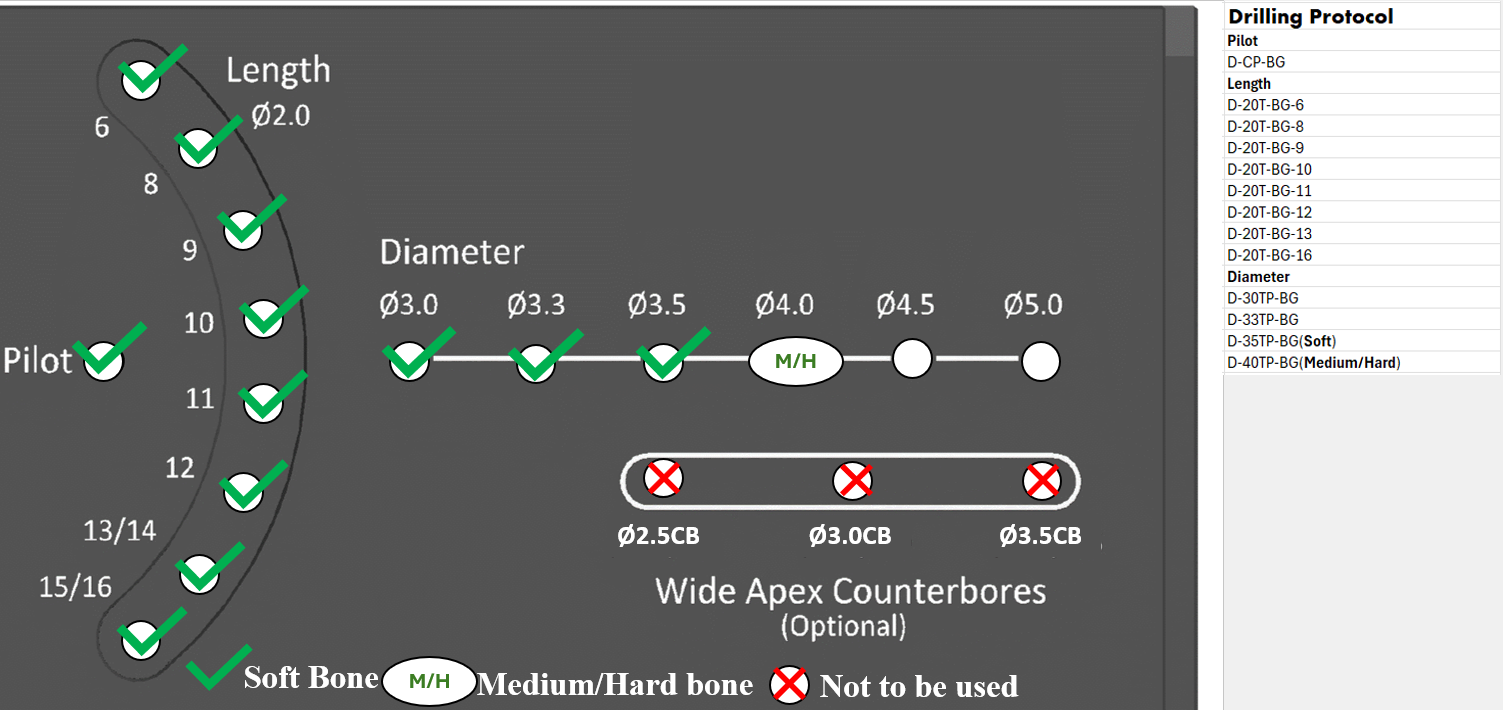 Length
Ø2.0
6
8
9
10
Pilot
11
12
13/14
15/16
Diameter
Ø3.0 Ø3.3 Ø3.5 Ø4.0 Ø4.5 Ø5.0
M/H
Ø2.5CB Ø3.0CB Ø3.5CB
Wide Apex Counterbores
(Optional)
Soft Bone M/H Medium/Hard bone Not to be used
Drilling Protocol
Pilot
D-CP-BG
Length
D-20T-BG-6
D-20T-BG-8
D-20T-BG-9
D-20T-BG-10
D-20T-BG-11
D-20T-BG-12
D-20T-BG-13
D-20T-BG-16
Diameter
D-30TP-BG
D-33TP-BG
D-35TP-BG(Soft)
D-40TP-BG(Medium/Hard)